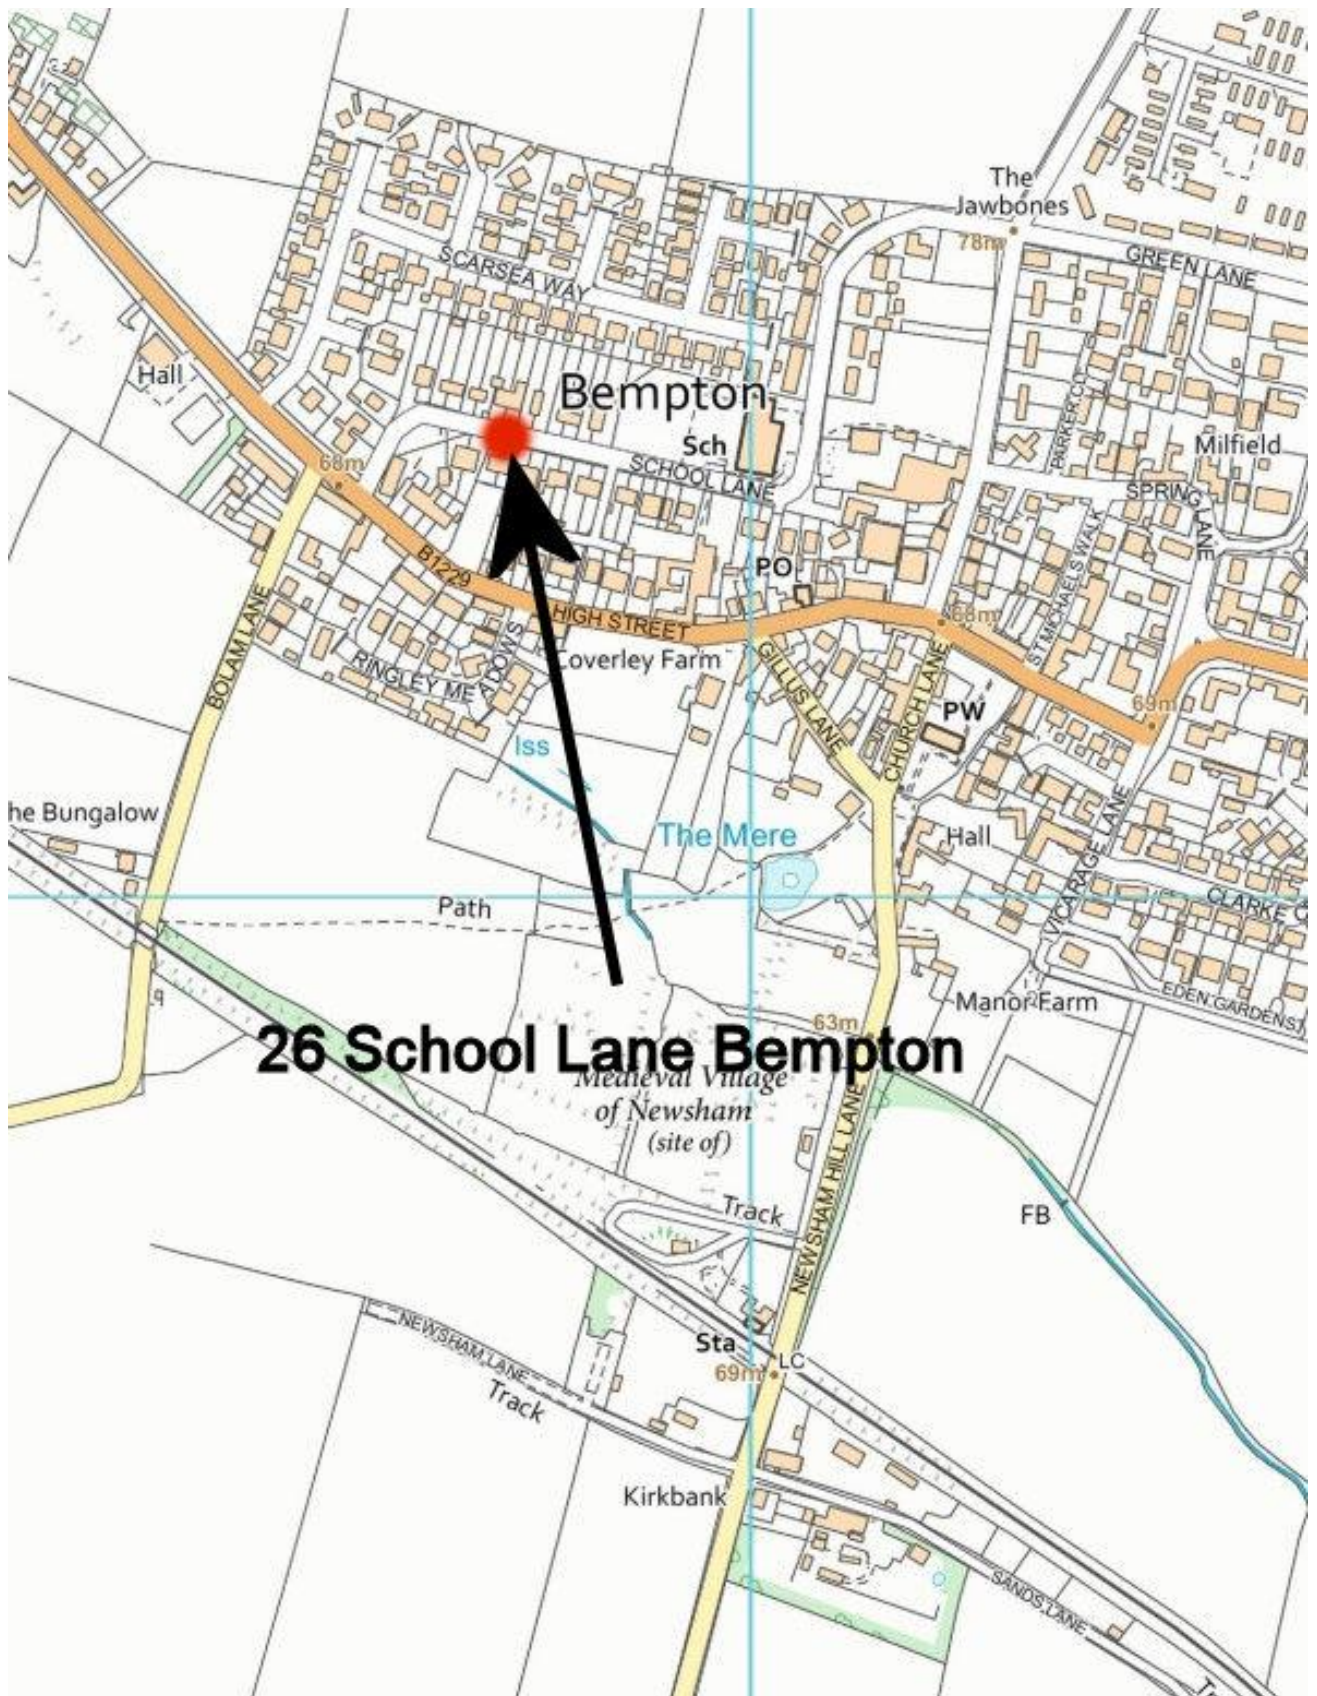 The
Jawbones
78m
GREEN LANE
SCARSEA WAY
Hall
Bempton
Sch
SCHOOL LANE
PARKER CT
Milfield
68m
SPRING LANE
B1229
PO
ST MICHAELS WALK
HIGH STREET
68m
BOLAM LANE
RINGLEY MEADOWS
Coverley Farm
GILLUS LANE
CHURCH LANE
PW
69m
Iss
he Bungalow
The Mere
Hall
VICARAGE LANE
CLARKE C
Path
Manor Farm
EDEN GARDENS
63m
26 School Lane Bempton
Medieval Village
of Newsham
(site of)
NEWSHAM HILL LANE
Track
FB
NEWSHAM LANE
Track
Sta
LC
69m
Kirkbank
SANDS LANE